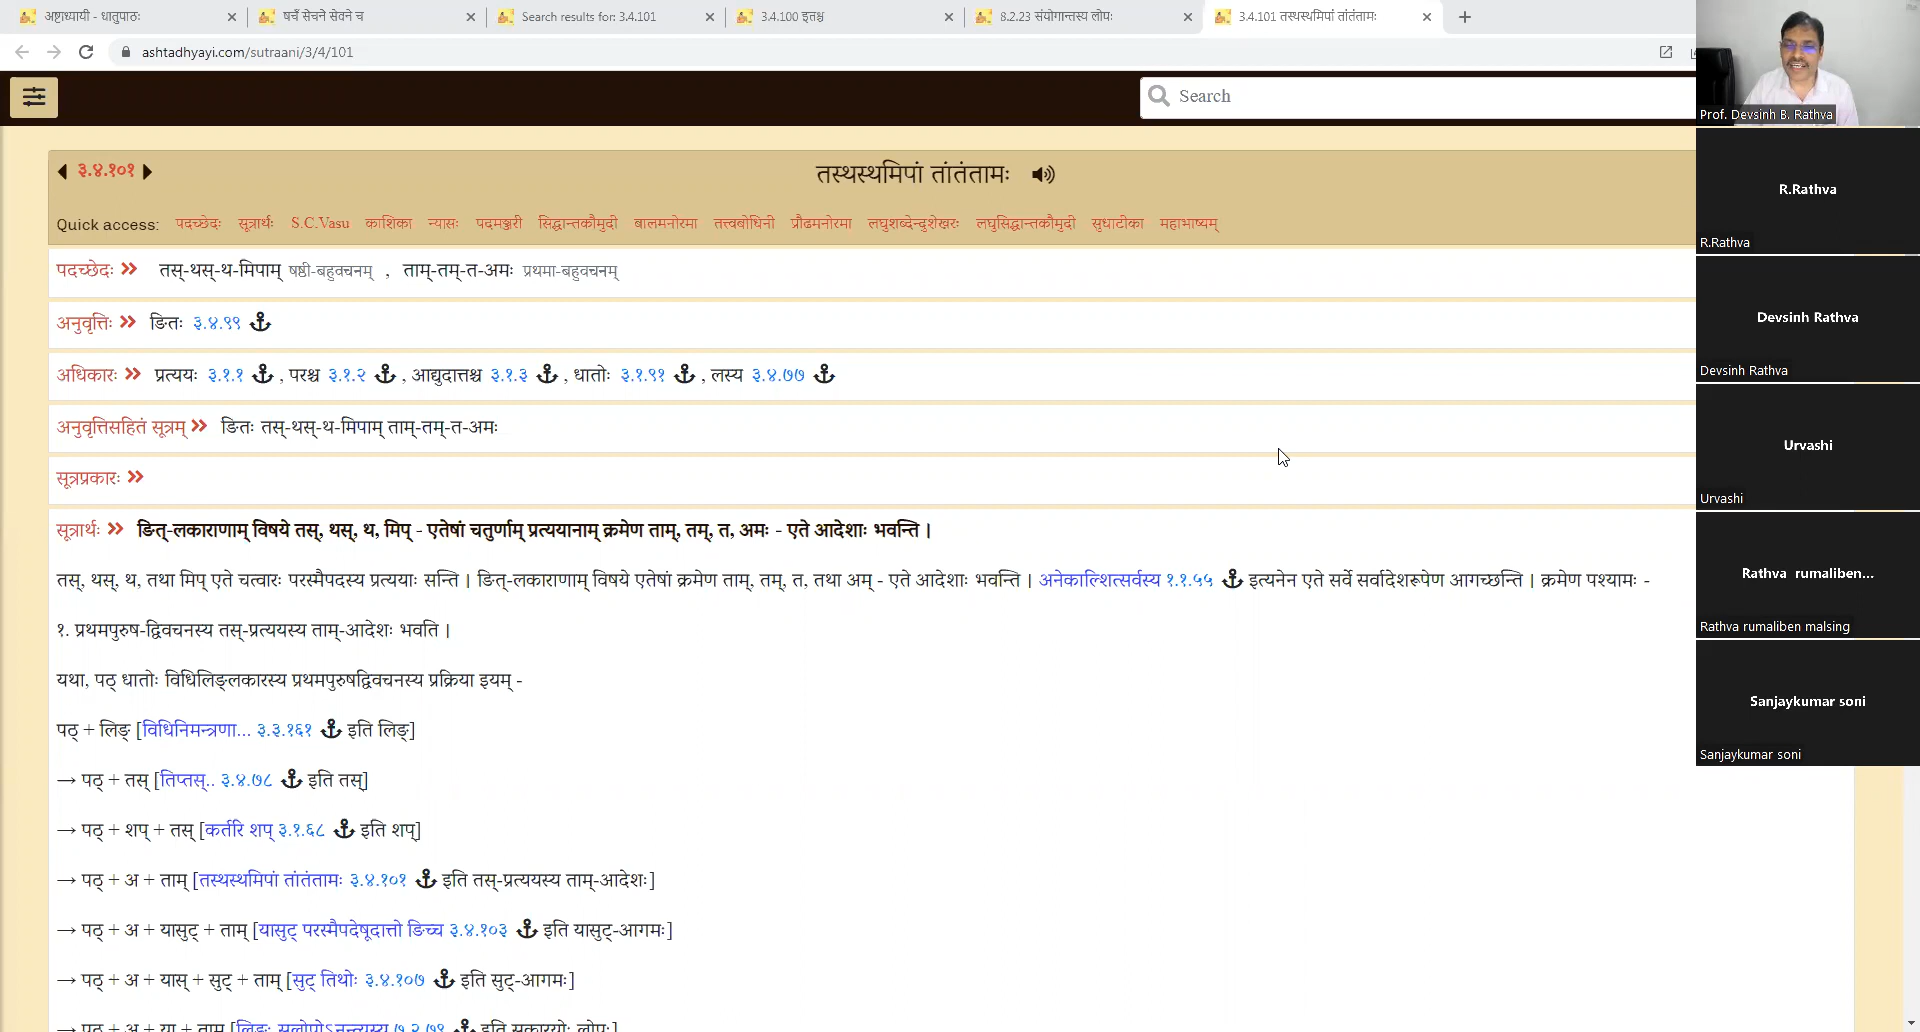 अष्टाध्यायी - धातुपाठः
षचँ सेचने सेवने च
Search results for: 3.4.101
3.4.100 इतश्च
8.2.23 संयोगान्तस्य लोपः
3.4.101 तस्थस्थमिपां तांतंतामः
ashtadhyayi.com/sutraani/3/4/101
Search
३.४.१०१
तस्थस्थमिपां तांतंतामः
Quick access: पदच्छेदः सूत्रार्थः S.C.Vasu काशिका न्यासः पदमञ्जरी सिद्धान्तकौमुदी बालमनोरमा तत्त्वबोधिनी प्रौढमनोरमा लघुशब्देन्दुशेखरः लघुसिद्धान्तकौमुदी सुधाटीका महाभाष्यम्
पदच्छेदः तस्-थस्-थ-मिपाम् षष्ठी-बहुवचनम् , ताम्-तम्-त-अमः प्रथमा-बहुवचनम्
अनुवृत्तिः ङितः ३.४.९९
अधिकारः प्रत्ययः ३.१.१ , परश्च ३.१.२ , आद्युदात्तश्च ३.१.३ , धातोः ३.१.९१ , लस्य ३.४.७७
अनुवृत्तिसहितं सूत्रम् ङितः तस्-थस्-थ-मिपाम् ताम्-तम्-त-अमः
सूत्रप्रकारः
सूत्रार्थः ङित्-लकाराणाम् विषये तस्, थस्, थ, मिप् - एतेषां चतुर्णाम् प्रत्ययानाम् क्रमेण ताम्, तम्, त, अमः - एते आदेशाः भवन्ति ।
तस्, थस्, थ, तथा मिप् एते चत्वारः परस्मैपदस्य प्रत्ययाः सन्ति । ङित्-लकाराणाम् विषये एतेषां क्रमेण ताम्, तम्, त, तथा अम् - एते आदेशाः भवन्ति । अनेकाल्शित्सर्वस्य १.१.५५ इत्यनेन एते सर्वे सर्वादेशरूपेण आगच्छन्ति । क्रमेण पश्यामः -
१. प्रथमपुरुष-द्विवचनस्य तस्-प्रत्ययस्य ताम्-आदेशः भवति ।
यथा, पठ् धातोः विधिलिङ्लकारस्य प्रथमपुरुषद्विवचनस्य प्रक्रिया इयम् -
पठ् + लिङ् [विधिनिमन्त्रणा... ३.३.१६१ इति लिङ्]
→ पठ् + तस् [तिप्तस्.. ३.४.७८ इति तस्]
→ पठ् + शप् + तस् [कर्तरि शप् ३.१.६८ इति शप्]
→ पठ् + अ + ताम् [तस्थस्थमिपां तांतंतामः ३.४.१०१ इति तस्-प्रत्ययस्य ताम्-आदेशः]
→ पठ् + अ + यासुट् + ताम् [यासुट् परस्मैपदेषूदात्तो ङिच्च ३.४.१०३ इति यासुट्-आगमः]
→ पठ् + अ + यास् + सुट् + ताम् [सुट् तिथोः ३.४.१०७ इति सुट्-आगमः]
→ पठ् + अ + या + ताम् [लिङः सलोपोऽनन्त्यस्य ७.२.७९ इति सकारयोः लोपः]
Prof. Devsinh B. Rathva
R.Rathva
R.Rathva
Devsinh Rathva
Devsinh Rathva
Urvashi
Urvashi
Rathva rumaliben...
Rathva rumaliben malsing
Sanjaykumar soni
Sanjaykumar soni